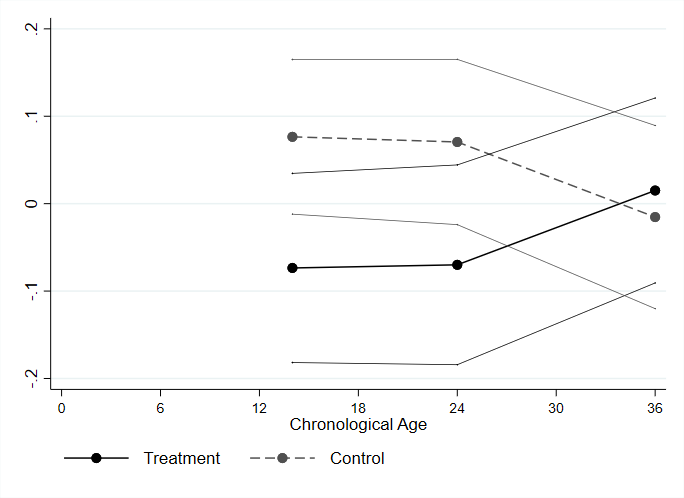 .2
.1
0
-.1
-.2
0 6 12 18 24 30 36
Chronological Age
Treatment Control